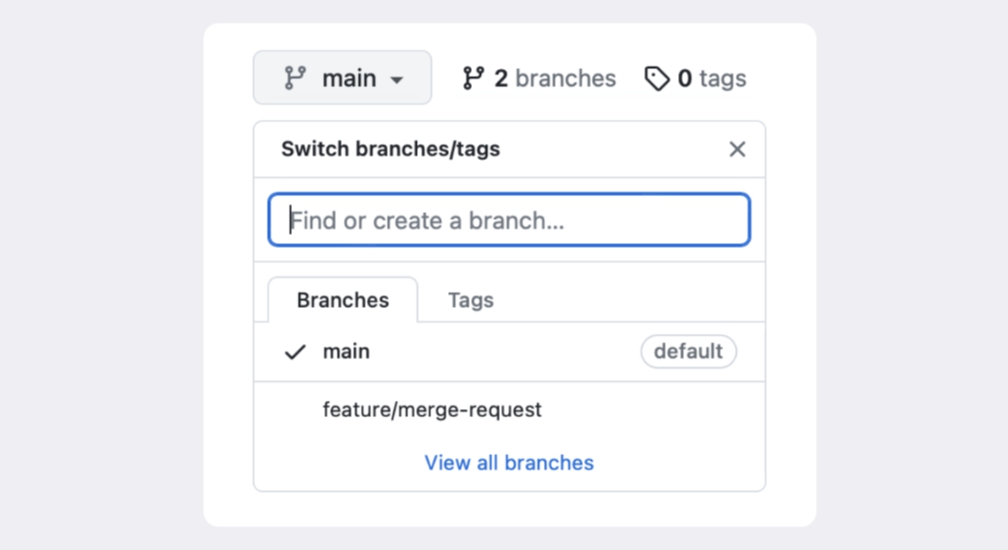 main 2 branches 0 tags
Switch branches/tags
Find or create a branch...
Branches Tags
main default
feature/merge-request
View all branches